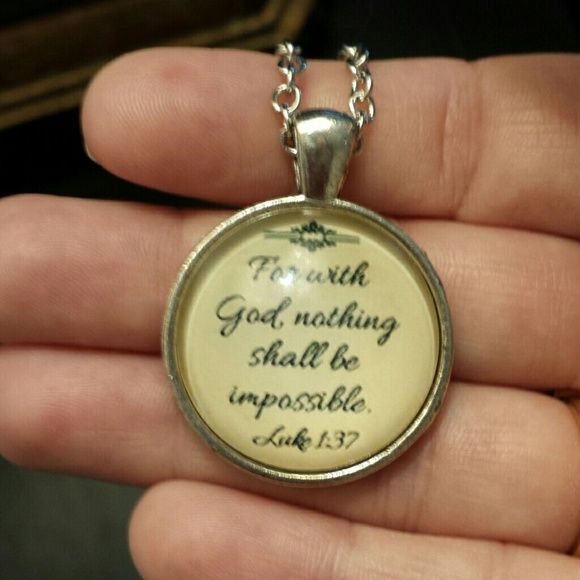 For with
God, nothing
shall be
impossible.
Luke 1:37